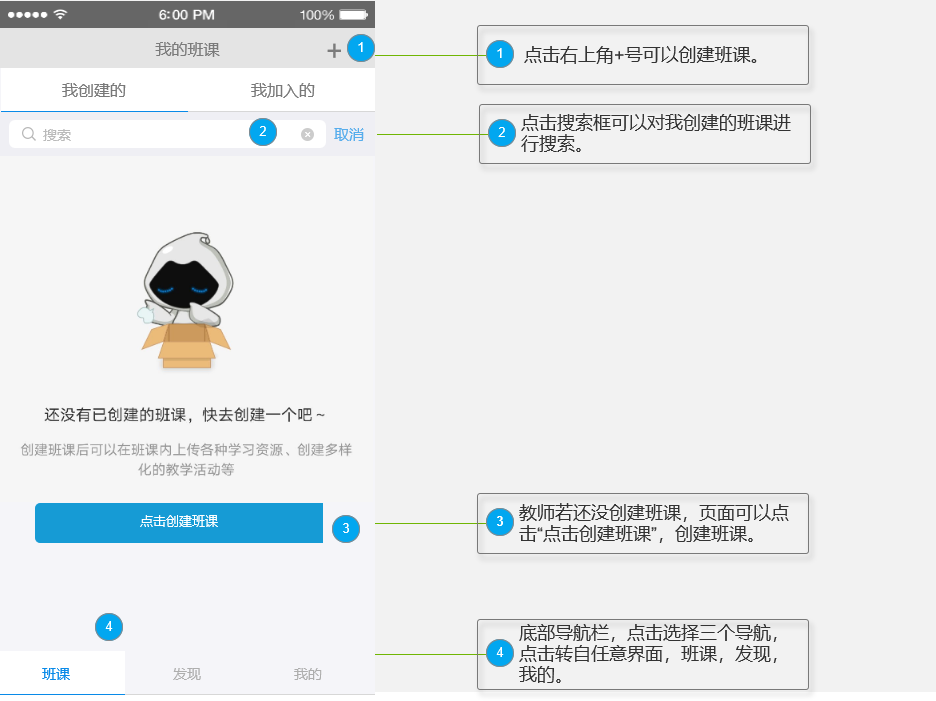 6:00 PM 100%
我的班课 + 1
我创建的 我加入的
搜索 2 取消
还没有已创建的班课，快去创建一个吧～
创建班课后可以在班课内上传各种学习资源、创建多样
化的教学活动等
点击创建班课
3
4
班课 发现 我的
1 点击右上角+号可以创建班课。
2 点击搜索框可以对我创建的班课进
行搜索。
3 教师若还没创建班课，页面可以点
击“点击创建班课”，创建班课。
4 底部导航栏，点击选择三个导航，
点击转自任意界面，班课，发现，
我的。